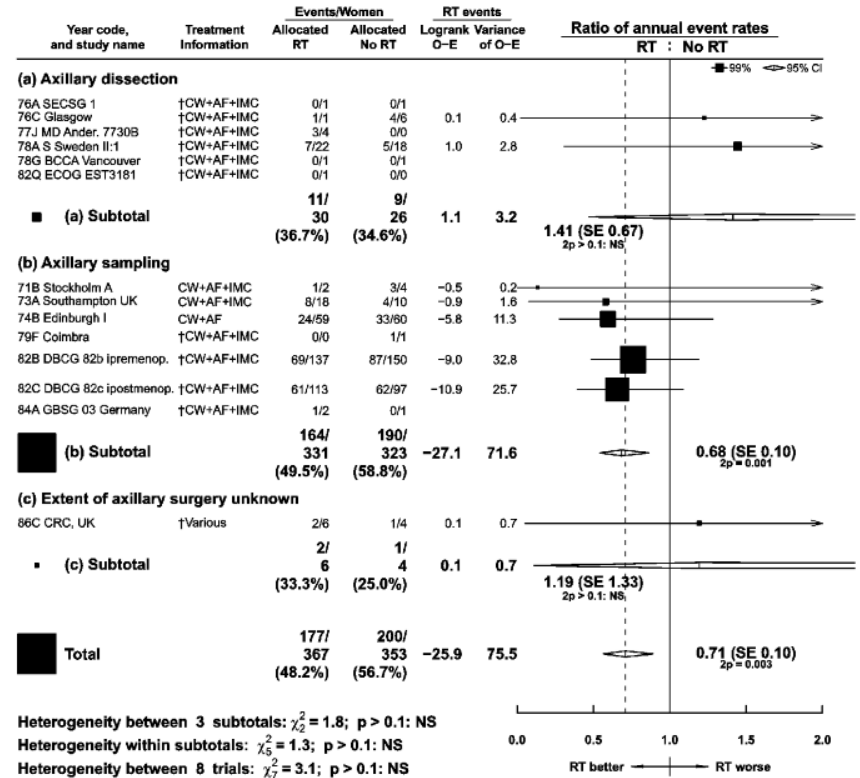 Events/Women RT events
Year code, Treatment Allocated Allocated Logrank Variance Ratio of annual event rates
and study name Information RT No RT O–E of O–E RT : No RT
99% 95% CI
(a) Axillary dissection
76A SECSG 1 †CW+AF+IMC 0/1 0/1
76C Glasgow †CW+AF+IMC 1/1 4/6 0.1 0.4
77J MD Ander. 7730B †CW+AF+IMC 3/4 0/0
78A S Sweden II:1 †CW+AF+IMC 7/22 5/18 1.0 2.8
78G BCCA Vancouver †CW+AF+IMC 0/1 0/1
82Q ECOG EST3181 †CW+AF+IMC 0/1 0/0
11/ 9/
(a) Subtotal 30 26 1.1 3.2
(36.7%) (34.6%) 1.41 (SE 0.67)
2p > 0.1: NS
(b) Axillary sampling
71B Stockholm A CW+AF+IMC 1/2 3/4 −0.5 0.2
73A Southampton UK CW+AF+IMC 8/18 4/10 −0.9 1.6
74B Edinburgh I CW+AF 24/59 33/60 −5.8 11.3
79F Coimbra †CW+AF+IMC 0/0 1/1
82B DBCG 82b ipremenop. †CW+AF+IMC 69/137 87/150 −9.0 32.8
82C DBCG 82c ipostmenop. †CW+AF+IMC 61/113 62/97 −10.9 25.7
84A GBSG 03 Germany †CW+AF+IMC 1/2 0/1
164/ 190/
(b) Subtotal 331 323 −27.1 71.6 0.68 (SE 0.10)
(49.5%) (58.8%) 2p = 0.001
(c) Extent of axillary surgery unknown
86C CRC, UK †Various 2/6 1/4 0.1 0.7
2/ 1/
(c) Subtotal 6 4 0.1 0.7
(33.3%) (25.0%) 1.19 (SE 1.33)
2p > 0.1: NS
177/ 200/
Total 367 353 −25.9 75.5 0.71 (SE 0.10)
(48.2%) (56.7%) 2p = 0.003
Heterogeneity between 3 subtotals: χ²₂ = 1.8; p > 0.1: NS
Heterogeneity within subtotals: χ²₅ = 1.3; p > 0.1: NS
Heterogeneity between 8 trials: χ²₇ = 3.1; p > 0.1: NS
0.0 0.5 1.0 1.5 2.0
RT better RT worse